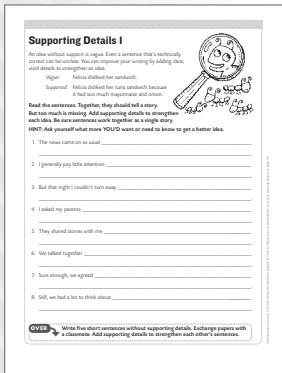 Supporting Details I
An idea without support is vague. Even a sentence that's technically
correct can be unclear. You can improve your writing by adding clear,
vivid details to strengthen an idea.
Vague: Felicia disliked her sandwich.
Supported: Felicia disliked her tuna sandwich because
it had too much mayonnaise and onion.
Read the sentences. Together, they should tell a story.
But too much is missing. Add supporting details to strengthen
each idea. Be sure sentences work together as a single story.
HINT: Ask yourself what more YOU'D want or need to know to get a better idea.
1. The news came on as usual
2. I generally pay little attention
3. But that night I couldn't turn away
4. I asked my parents
5. They shared stories with me
6. We talked together
7. Sure enough, we agreed
8. Still, we had a lot to think about
OVER Write five short sentences without supporting details. Exchange papers with
a classmate. Add supporting details to strengthen each other's sentences.